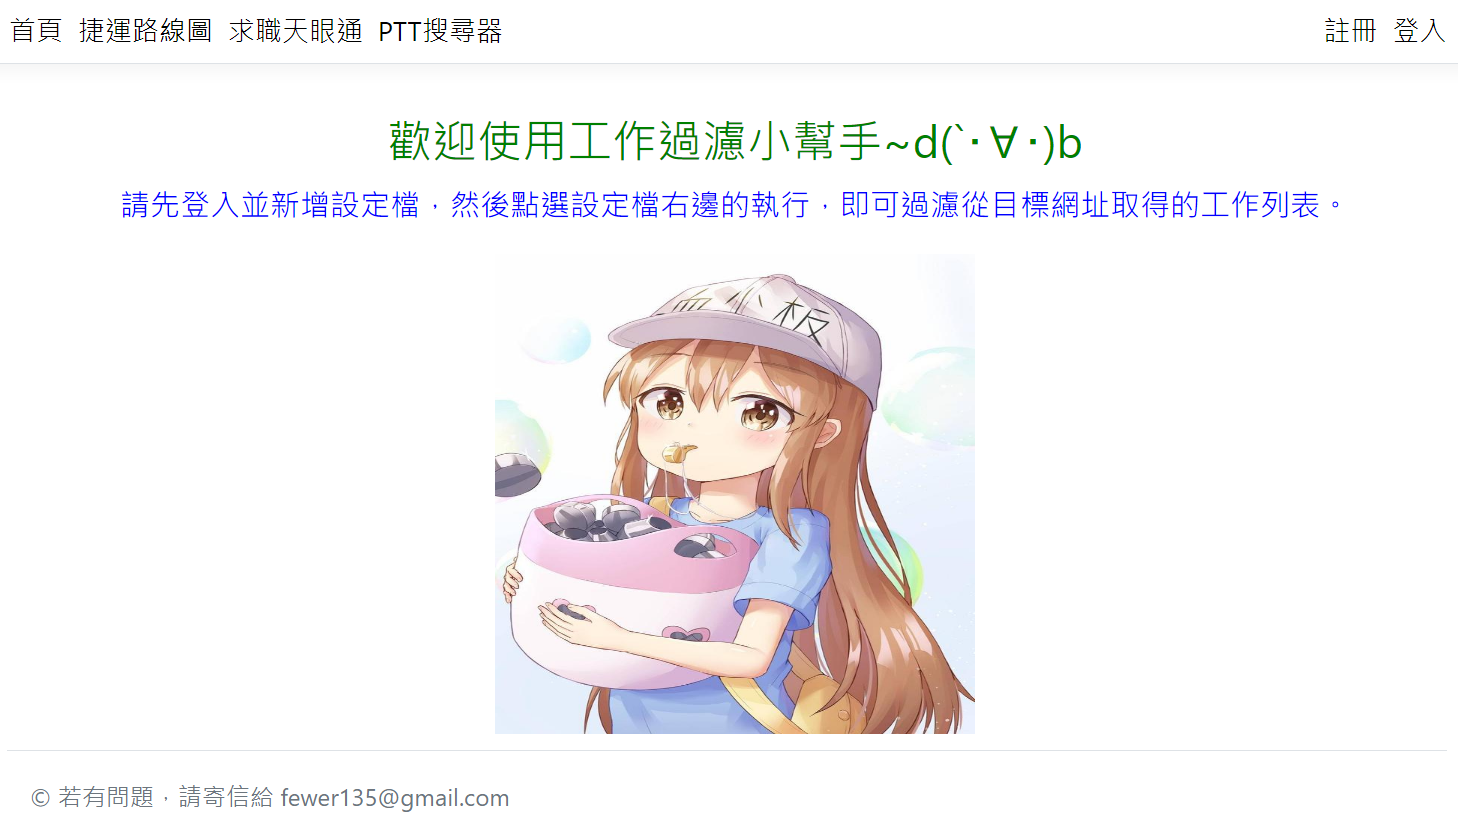 首頁 捷運路線圖 求職天眼通 PTT搜尋器 註冊 登入
歡迎使用工作過濾小幫手~d(`･∀･)b
請先登入並新增設定檔，然後點選設定檔右邊的執行，即可過濾從目標網址取得的工作列表。
血小板
© 若有問題，請寄信給 fewer135@gmail.com